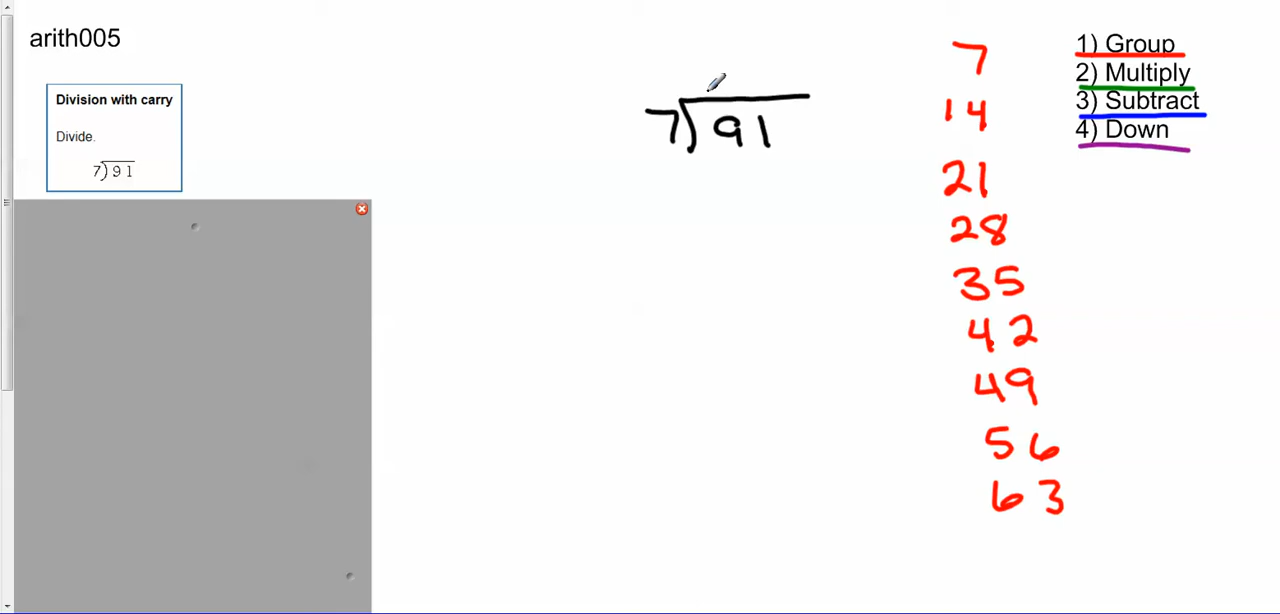 arith005
Division with carry
Divide.
7)91
7)91
7
14
21
28
35
42
49
56
63
1) Group
2) Multiply
3) Subtract
4) Down